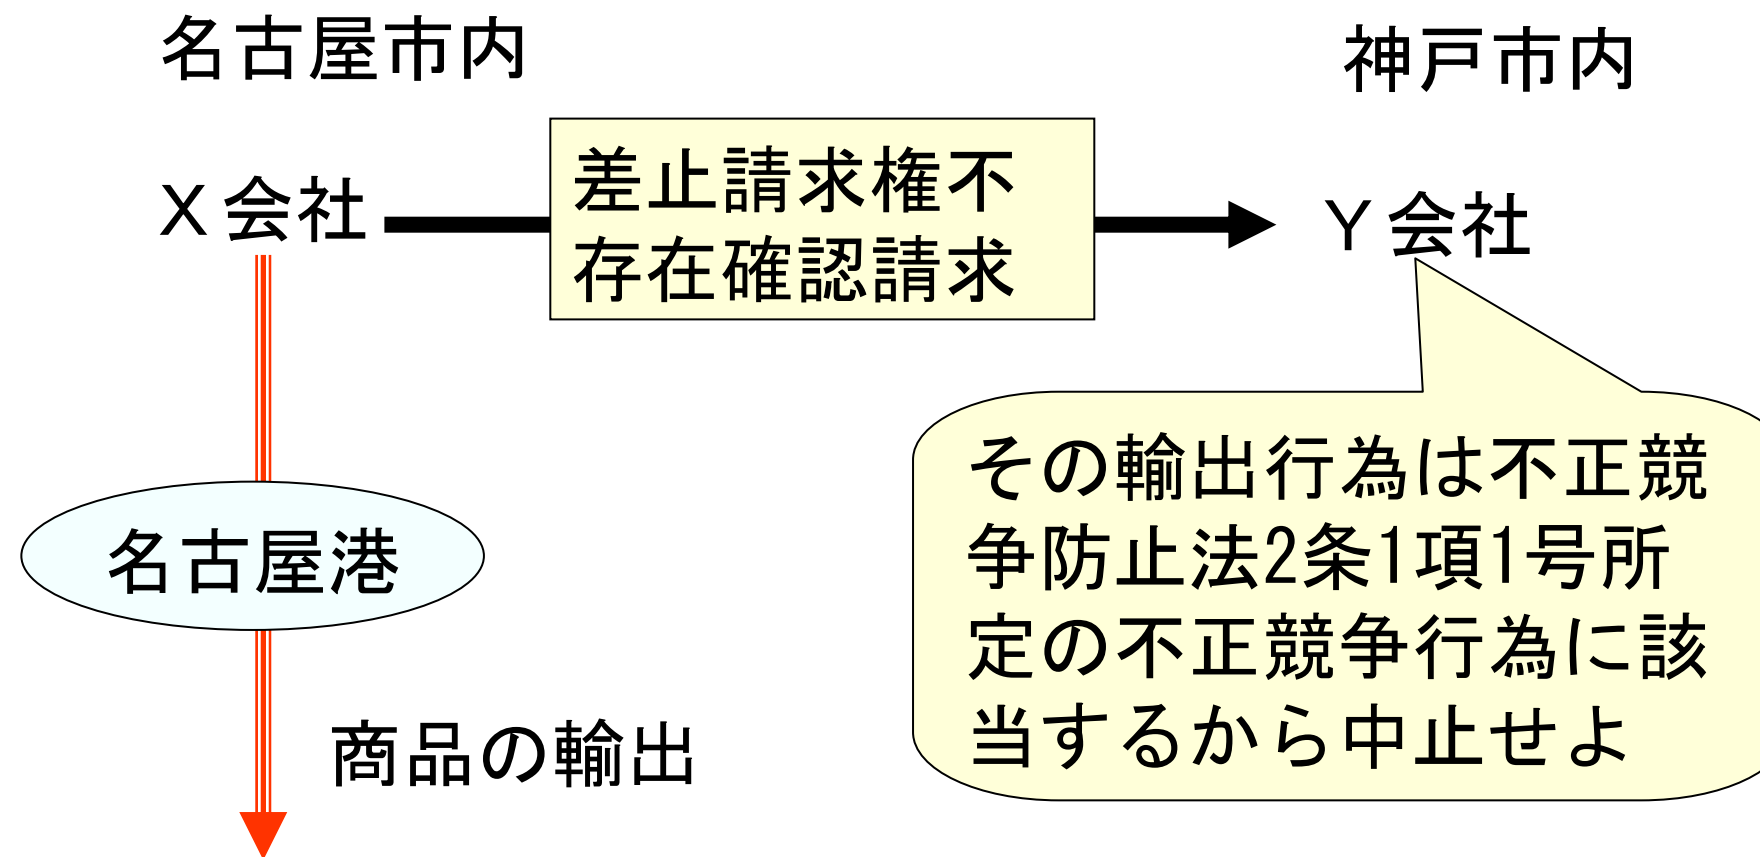 名古屋市内
神戸市内
X会社
差止請求権不
存在確認請求
Y会社
その輸出行為は不正競
争防止法2条1項1号所
定の不正競争行為に該
当するから中止せよ
名古屋港
商品の輸出